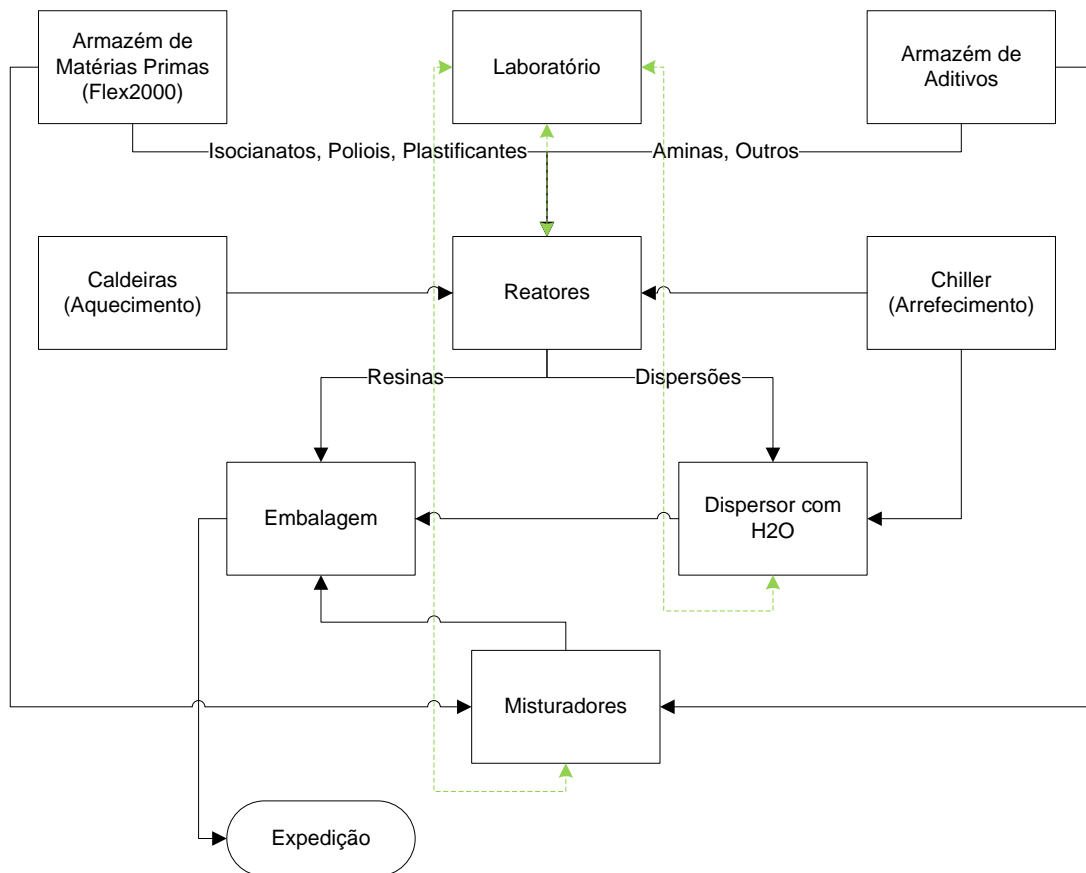 Armazém de
Matérias Primas
(Flex2000)
Laboratório
Armazém de
Aditivos
Isocianatos, Poliois, Plastificantes
Aminas, Outros
Caldeiras
(Aquecimento)
Reatores
Chiller
(Arrefecimento)
Resinas
Dispersões
Embalagem
Dispersor com
H2O
Misturadores
Expedição